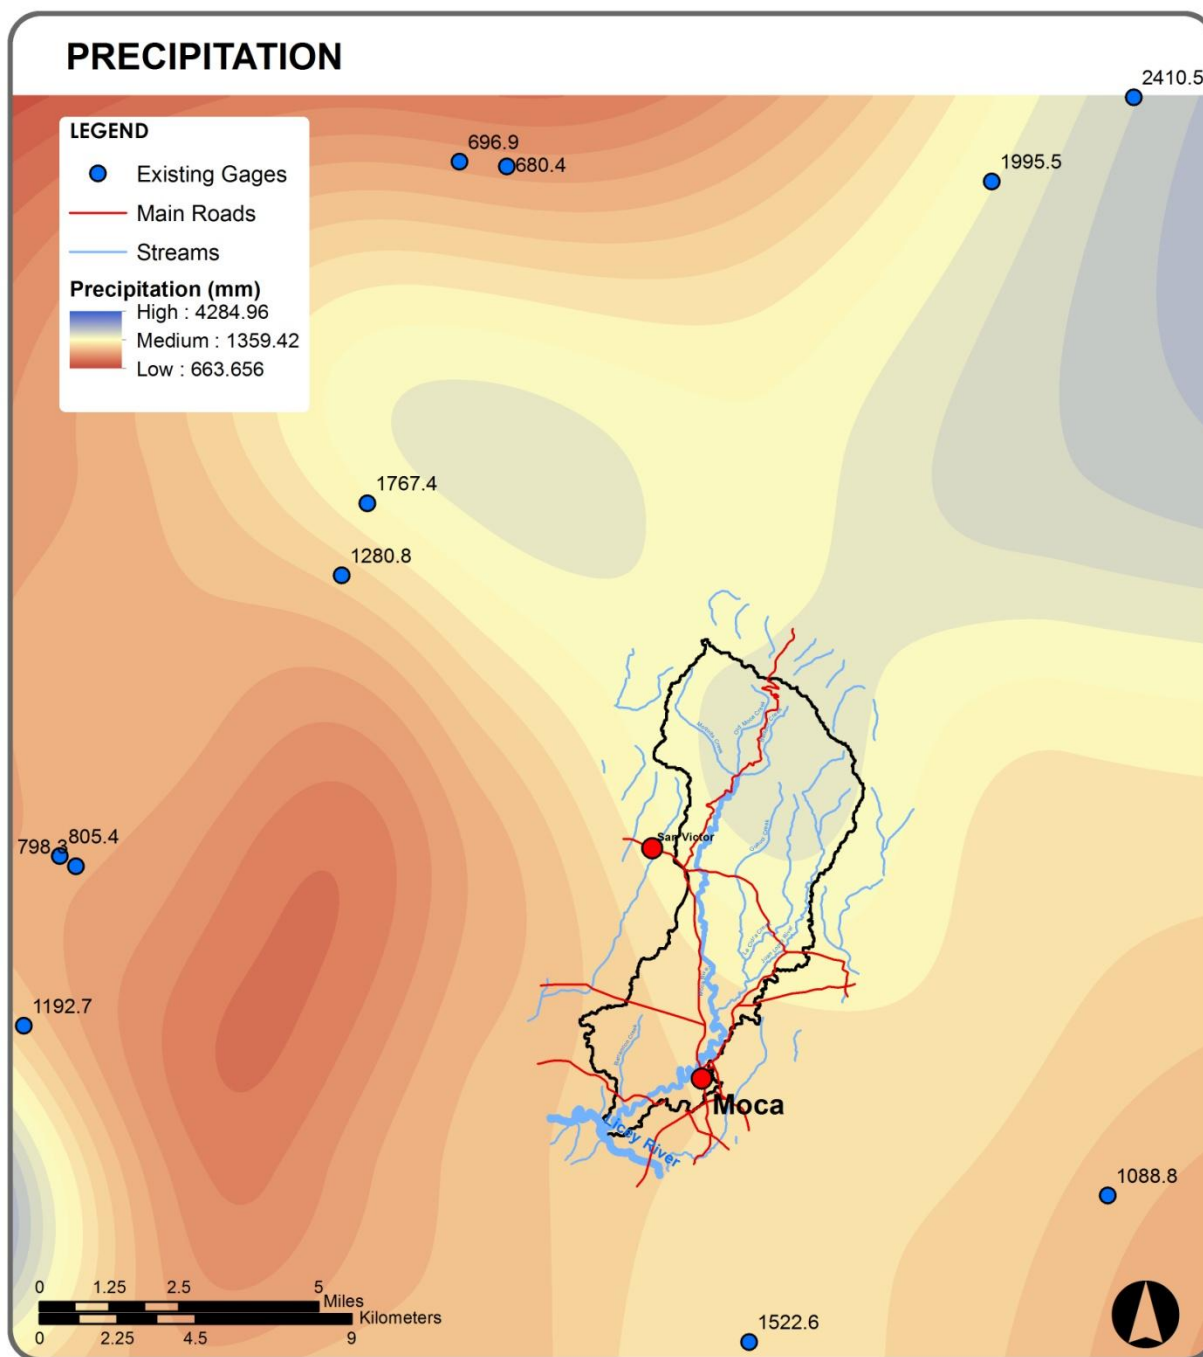 PRECIPITATION
2410.5
LEGEND
Existing Gages
Main Roads
Streams
Precipitation (mm)
High : 4284.96
Medium : 1359.42
Low : 663.656
696.9
680.4
1995.5
1767.4
1280.8
Old Moca Creek
San Victor
805.4
798.3
1192.7
Moca
Licey River
1088.8
1522.6
0 1.25 2.5 5
Miles
Kilometers
0 2.25 4.5 9